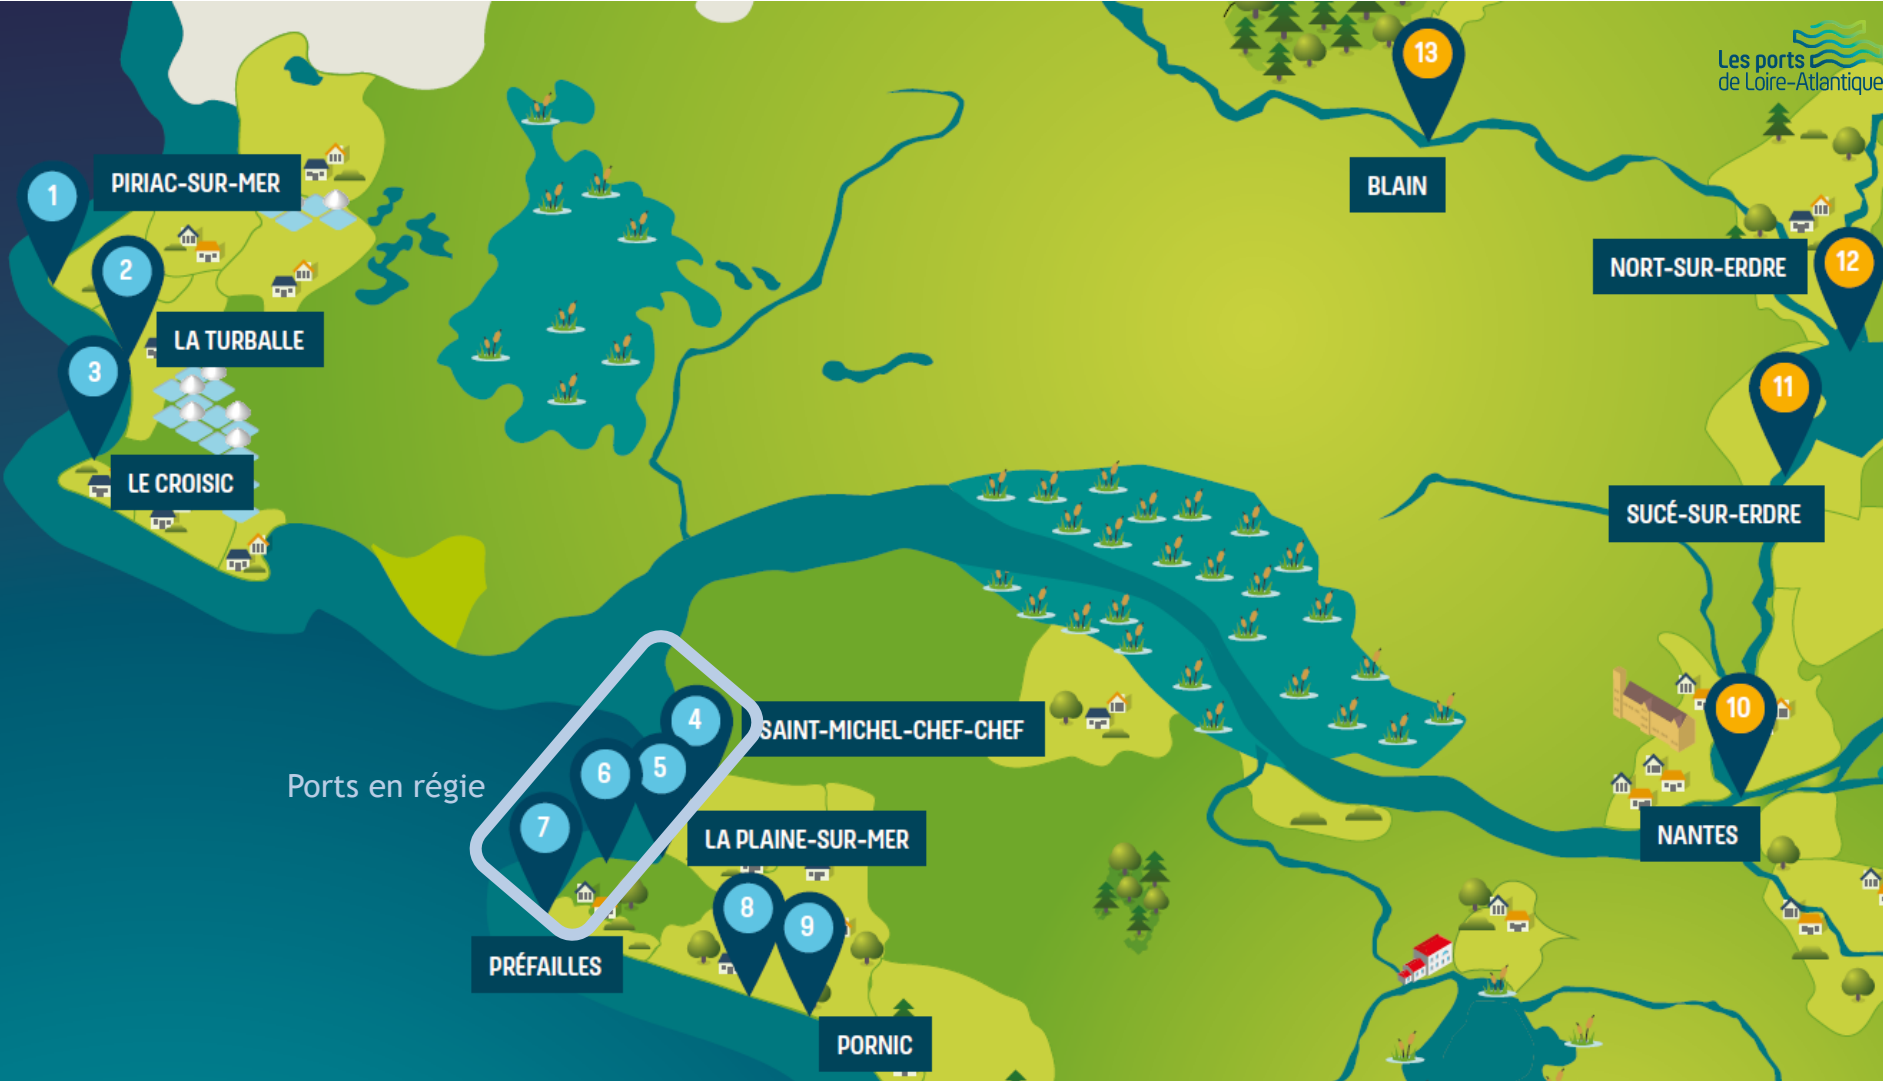 13
Les ports
de Loire-Atlantique
1
PIRIAC-SUR-MER
BLAIN
2
NORT-SUR-ERDRE
12
LA TURBALLE
3
11
LE CROISIC
SUCÉ-SUR-ERDRE
4
SAINT-MICHEL-CHEF-CHEF
10
6
5
Ports en régie
7
LA PLAINE-SUR-MER
NANTES
8
9
PRÉFAILLES
PORNIC